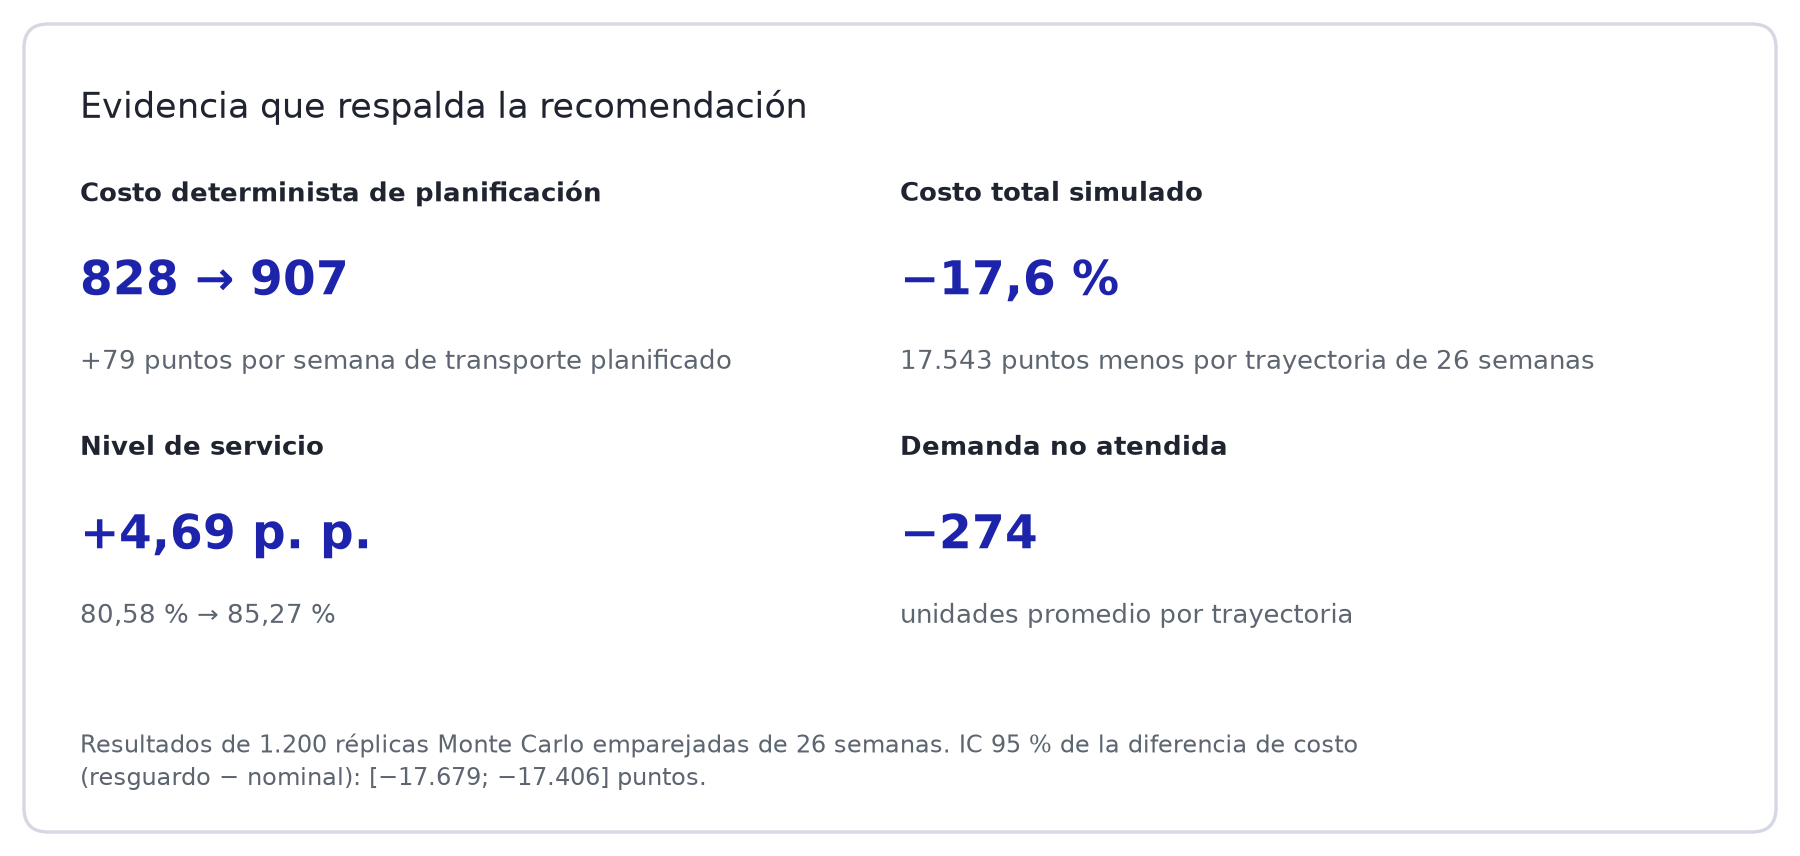 Evidencia que respalda la recomendación
Costo determinista de planificación
828 → 907
+79 puntos por semana de transporte planificado
Costo total simulado
−17,6 %
17.543 puntos menos por trayectoria de 26 semanas
Nivel de servicio
+4,69 p. p.
80,58 % → 85,27 %
Demanda no atendida
−274
unidades promedio por trayectoria
Resultados de 1.200 réplicas Monte Carlo emparejadas de 26 semanas. IC 95 % de la diferencia de costo
(resguardo − nominal): [−17.679; −17.406] puntos.